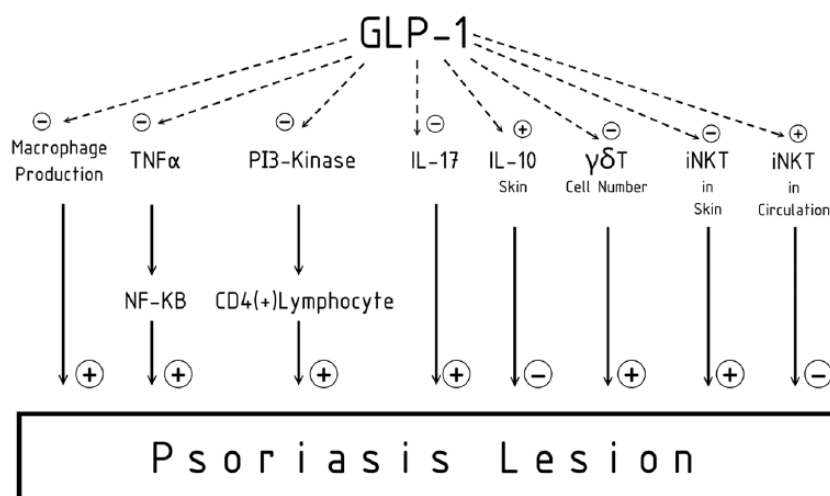 GLP-1
⊖ ⊖ ⊖ ⊖ ⊕ ⊖ ⊖ ⊕
Macrophage
Production
TNFα
PI3-Kinase
IL-17
IL-10
Skin
γδT
Cell Number
iNKT
in
Skin
iNKT
in
Circulation
NF-KB
CD4(+)Lymphocyte
⊕ ⊕ ⊕ ⊕ ⊖ ⊕ ⊕ ⊖
Psoriasis Lesion